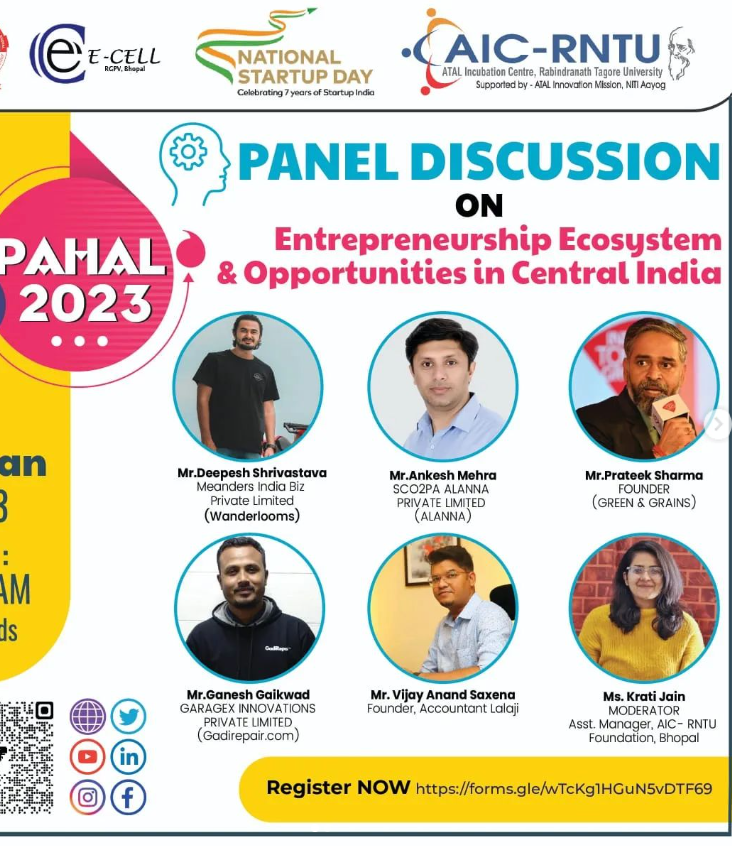 E-CELL
RGPV, Bhopal
NATIONAL
STARTUP DAY
Celebrating 7 years of Startup India
AIC-RNTU
ATAL Incubation Centre, Rabindranath Tagore University
Supported by - ATAL Innovation Mission, NITI Aayog
PANEL DISCUSSION
ON
Entrepreneurship Ecosystem
& Opportunities in Central India
PAHAL
2023
an
3
:
AM
ds
Mr.Deepesh Shrivastava
Meanders India Biz
Private Limited
(Wanderlooms)
Mr.Ankesh Mehra
SCO2PA ALANNA
PRIVATE LIMITED
(ALANNA)
Mr.Prateek Sharma
FOUNDER
(GREEN & GRAINS)
GadiRepair
Mr.Ganesh Gaikwad
GARAGEX INNOVATIONS
PRIVATE LIMITED
(Gadirepair.com)
Mr. Vijay Anand Saxena
Founder, Accountant Lalaji
Ms. Krati Jain
MODERATOR
Asst. Manager, AIC- RNTU
Foundation, Bhopal
Register NOW https://forms.gle/wTcKg1HGuN5vDTF69